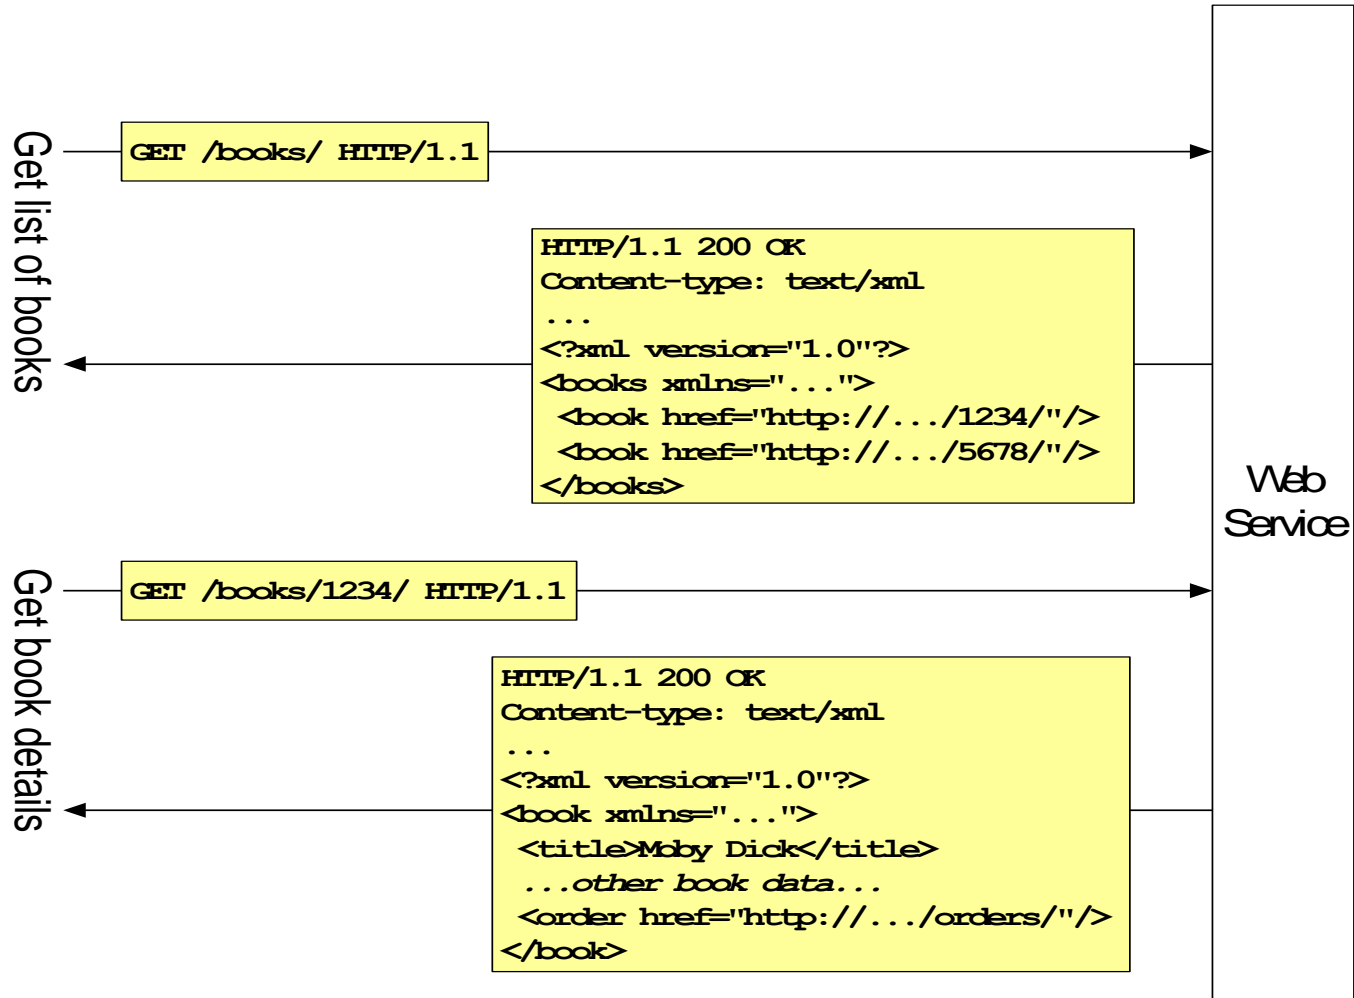 Get list of books
GET /books/ HTTP/1.1
HTTP/1.1 200 OK
Content-type: text/xml
...
<?xml version="1.0"?>
<books xmlns="...">
<book href="http://.../1234/"/>
<book href="http://.../5678/"/>
</books>
Web
Service
Get book details
GET /books/1234/ HTTP/1.1
HTTP/1.1 200 OK
Content-type: text/xml
...
<?xml version="1.0"?>
<book xmlns="...">
<title>Moby Dick</title>
...other book data...
<order href="http://.../orders/"/>
</book>